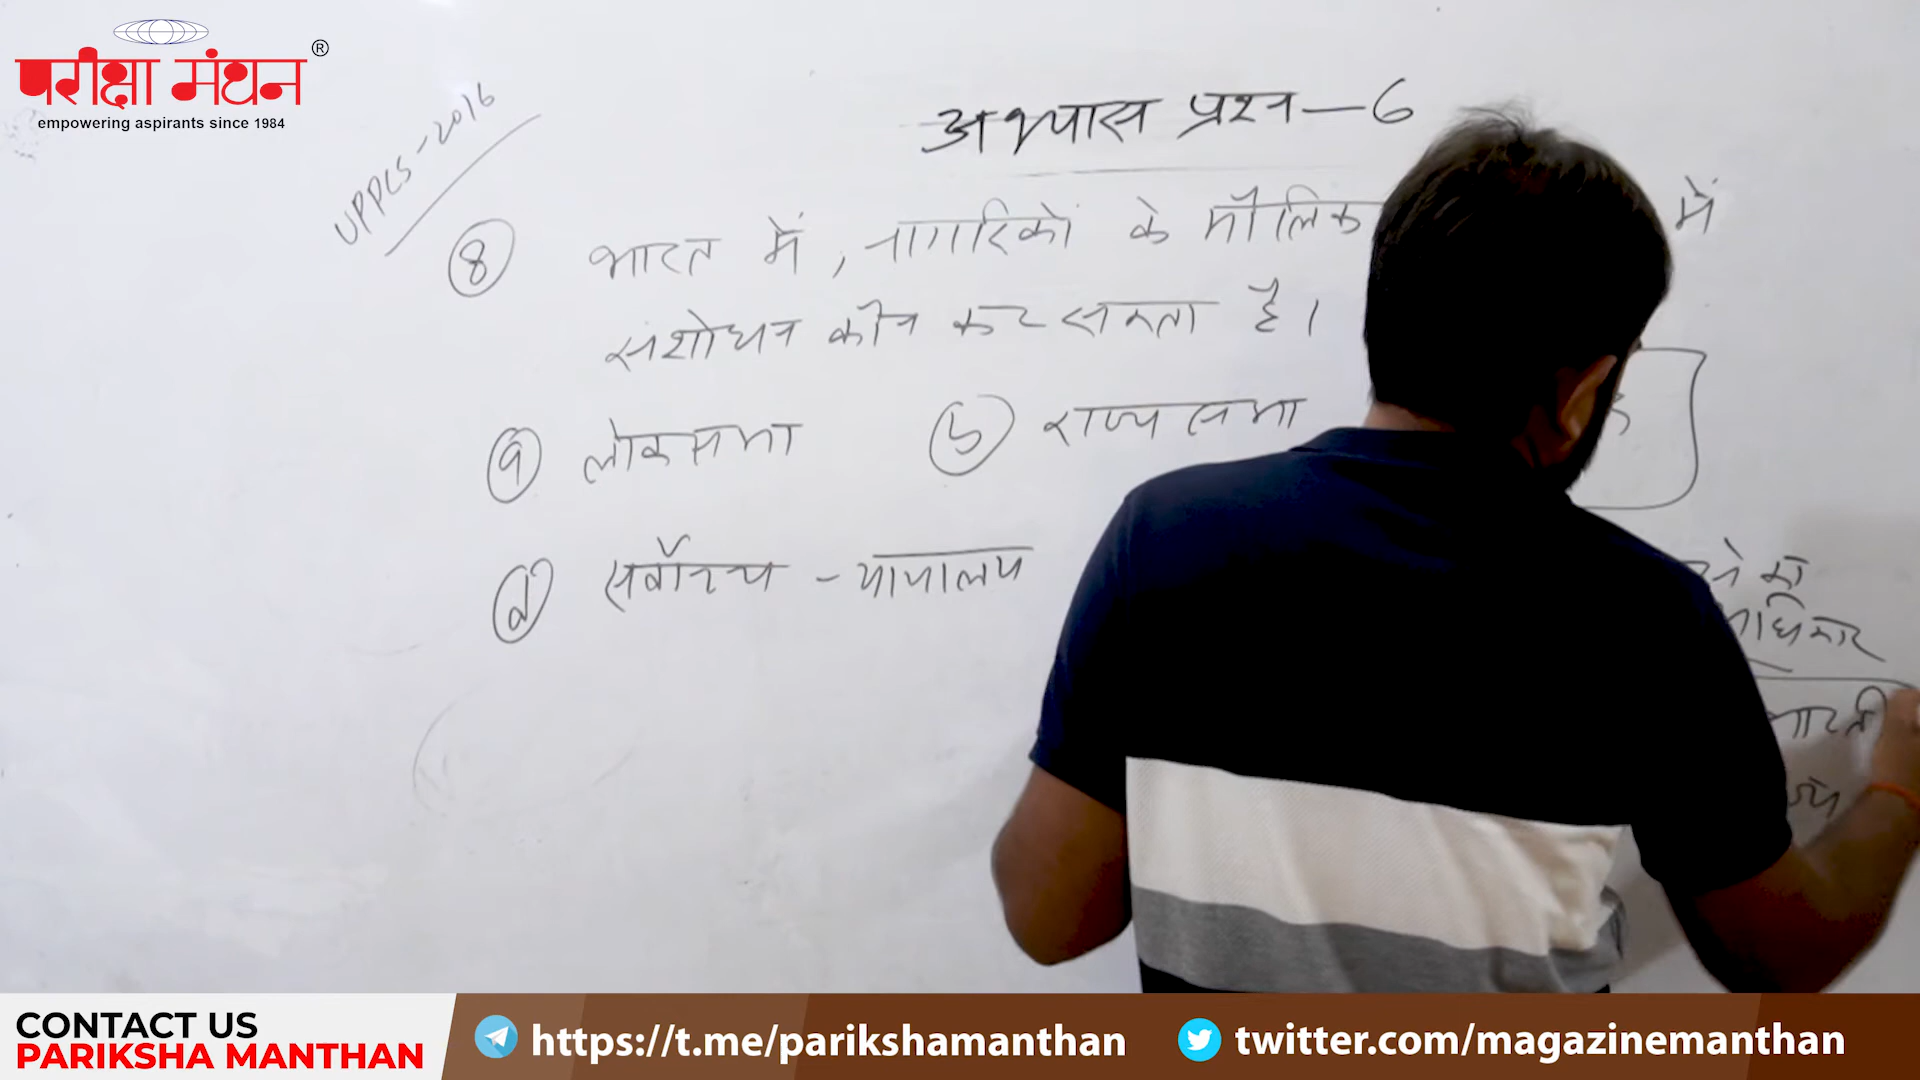 परीक्षा मंथन ®
empowering aspirants since 1984
UPPCS-2016
अभ्यास प्रश्न-6
8 भारत में, नागरिकों के मौलिक में
संशोधन कौन कर सकता है।
a लोकसभा b राज्य सभा
d सर्वोच्च न्यायालय
CONTACT US
PARIKSHA MANTHAN
https://t.me/parikshamanthan
twitter.com/magazinemanthan